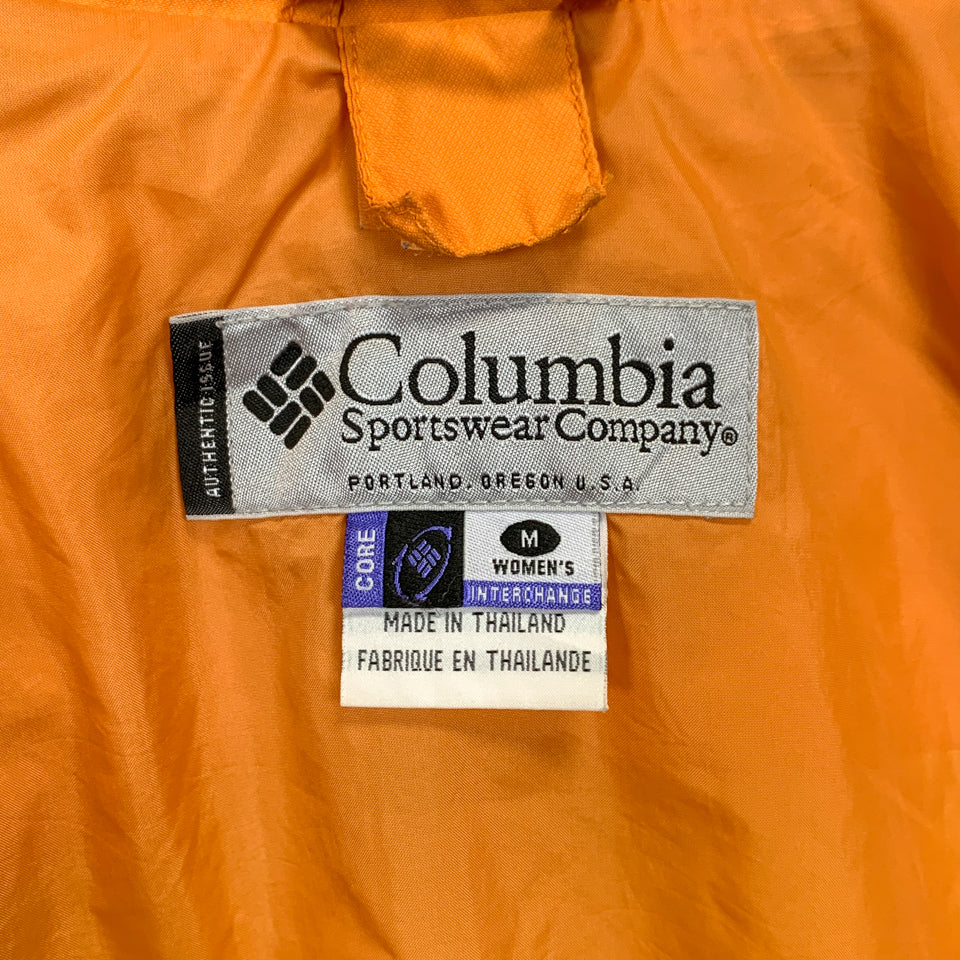 AUTHENTIC ISSUE
Columbia
Sportswear Company®
PORTLAND, OREGON U.S.A.
CORE
M
WOMEN'S
INTERCHANGE
MADE IN THAILAND
FABRIQUE EN THAILANDE